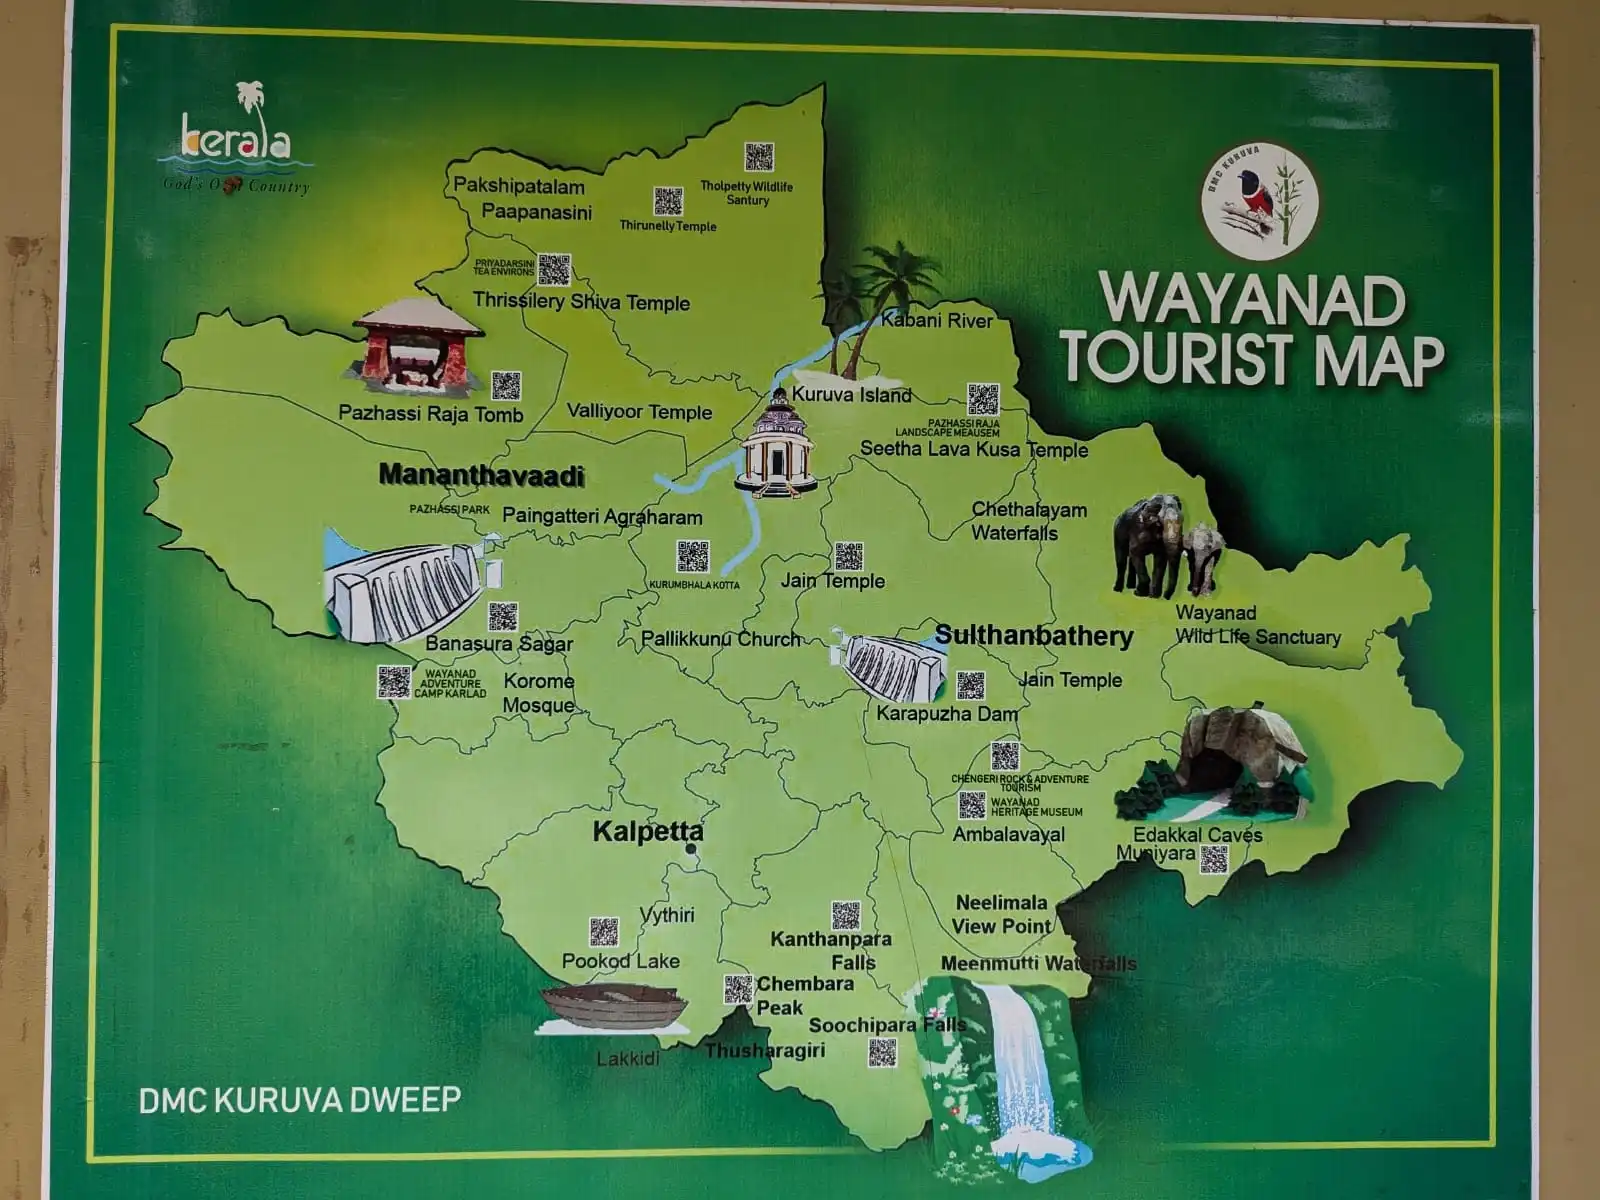 kerala
God's Own Country
DMC KURUVA
WAYANAD
TOURIST MAP
Pakshipatalam
Paapanasini
Tholpetty Wildlife
Santury
Thirunelly Temple
PRIYADARSINI
TEA ENVIRONS
Thrissilery Shiva Temple
Kabani River
Pazhassi Raja Tomb
Valliyoor Temple
Kuruva Island
PAZHASSI RAJA
LANDSCAPE MEAUSEM
Seetha Lava Kusa Temple
Mananthavaadi
PAZHASSI PARK
Paingatteri Agraharam
Chethalayam
Waterfalls
KURUMBHALA KOTTA
Jain Temple
Wayanad
Wild Life Sanctuary
Banasura Sagar
Pallikkunu Church
Sulthanbathery
WAYANAD
ADVENTURE
CAMP KARLAD
Korome
Mosque
Jain Temple
Karapuzha Dam
CHENGERI ROCK & ADVENTURE
TOURISM
WAYANAD
HERITAGE MUSEUM
Ambalavayal
Edakkal Caves
Muniyara
Kalpetta
Vythiri
Pookod Lake
Lakkidi
Kanthanpara
Falls
Neelimala
View Point
Meenmutti Waterfalls
Chembara
Peak
Soochipara Falls
Thusharagiri
DMC KURUVA DWEEP